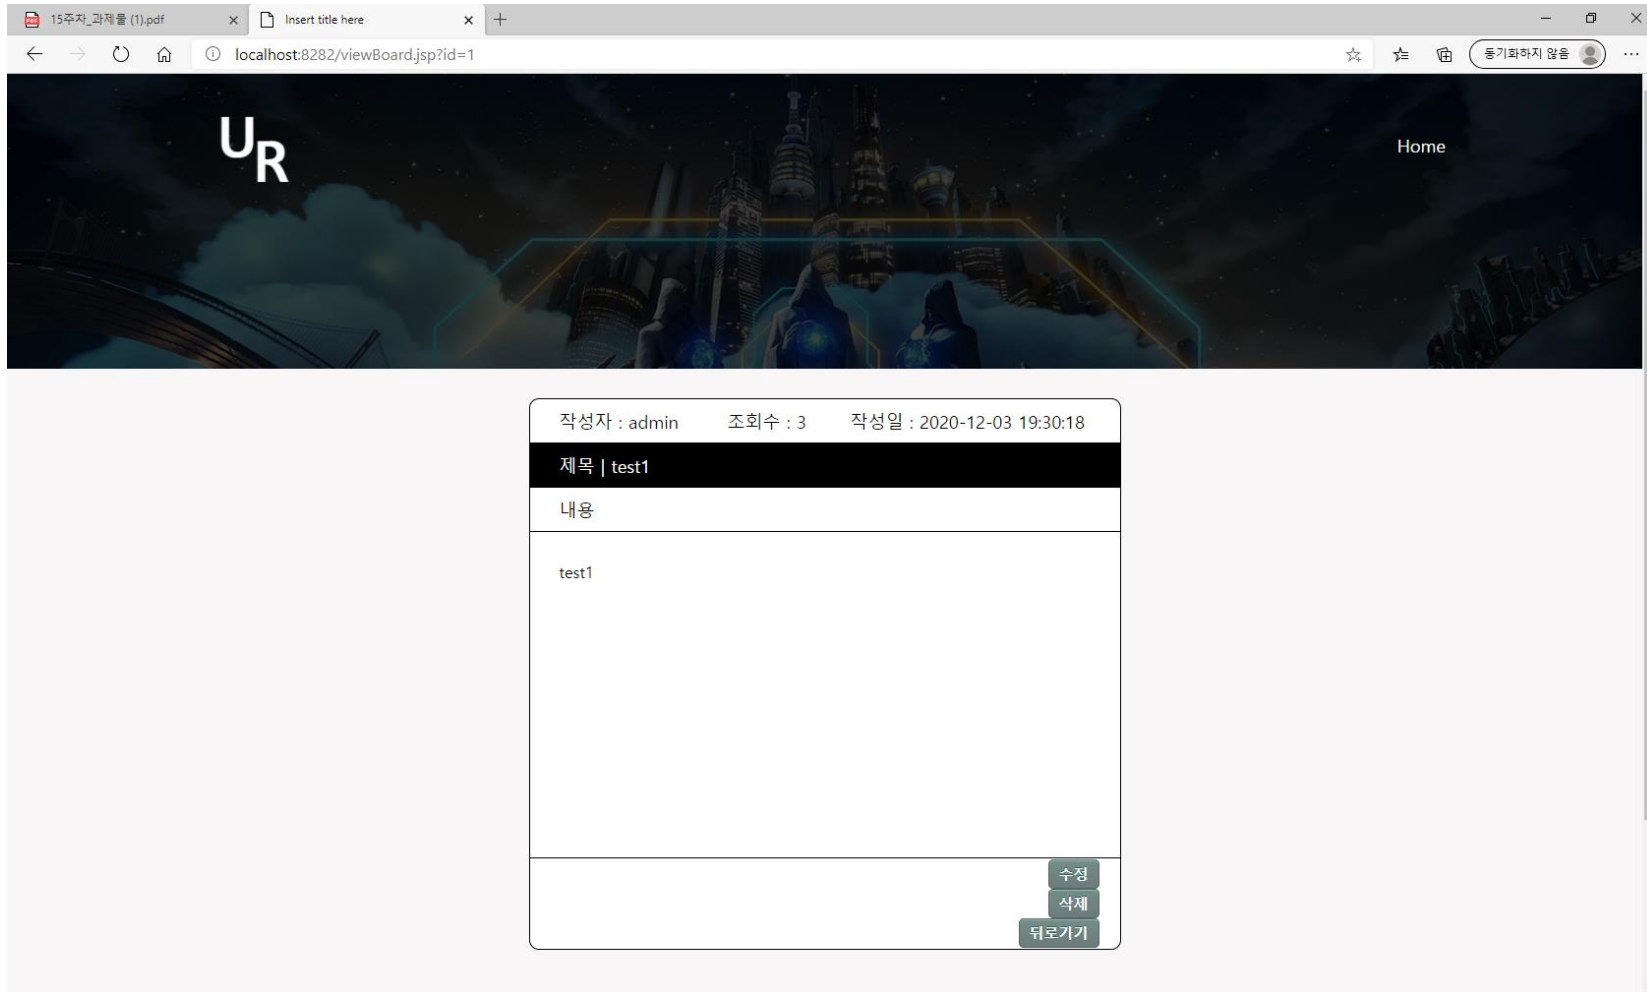 15주차_과제물 (1).pdf
Insert title here
localhost:8282/viewBoard.jsp?id=1
동기화하지 않음
UR
Home
작성자 : admin 조회수 : 3 작성일 : 2020-12-03 19:30:18
제목 | test1
내용
test1
수정
삭제
뒤로가기